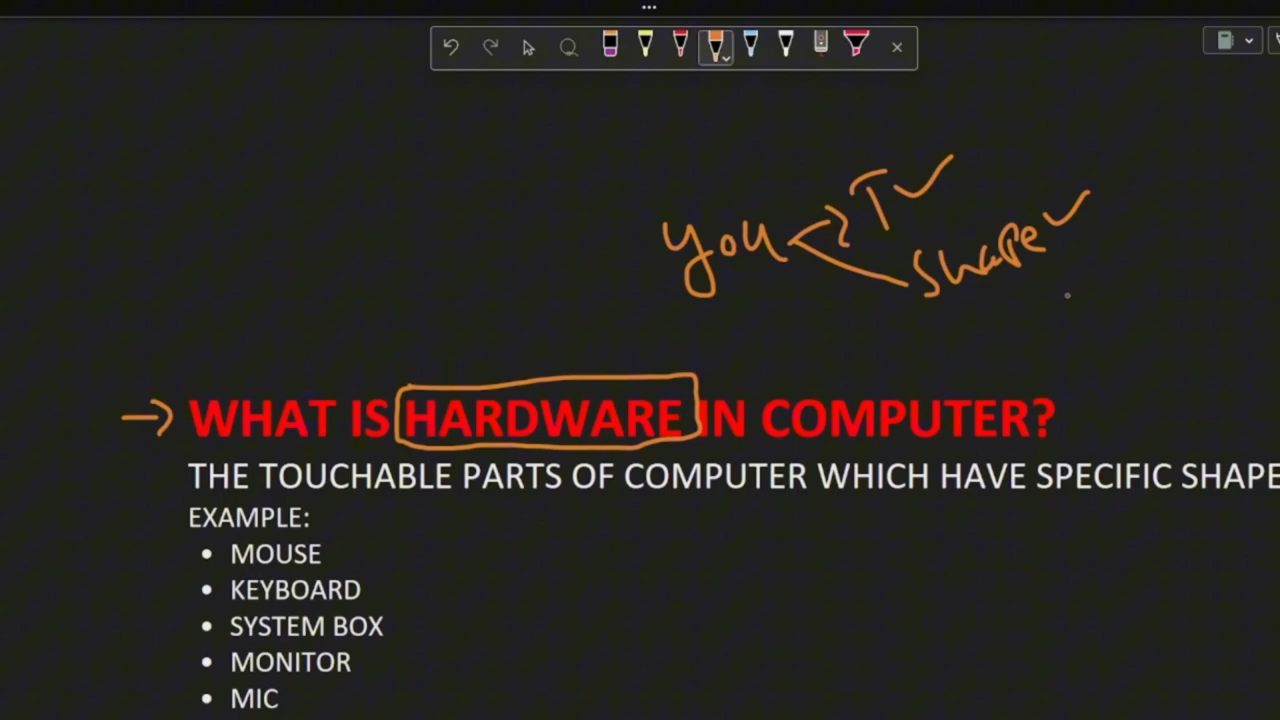 you T ✓
shape ✓
WHAT IS HARDWARE IN COMPUTER?
THE TOUCHABLE PARTS OF COMPUTER WHICH HAVE SPECIFIC SHAPE
EXAMPLE:
• MOUSE
• KEYBOARD
• SYSTEM BOX
• MONITOR
• MIC